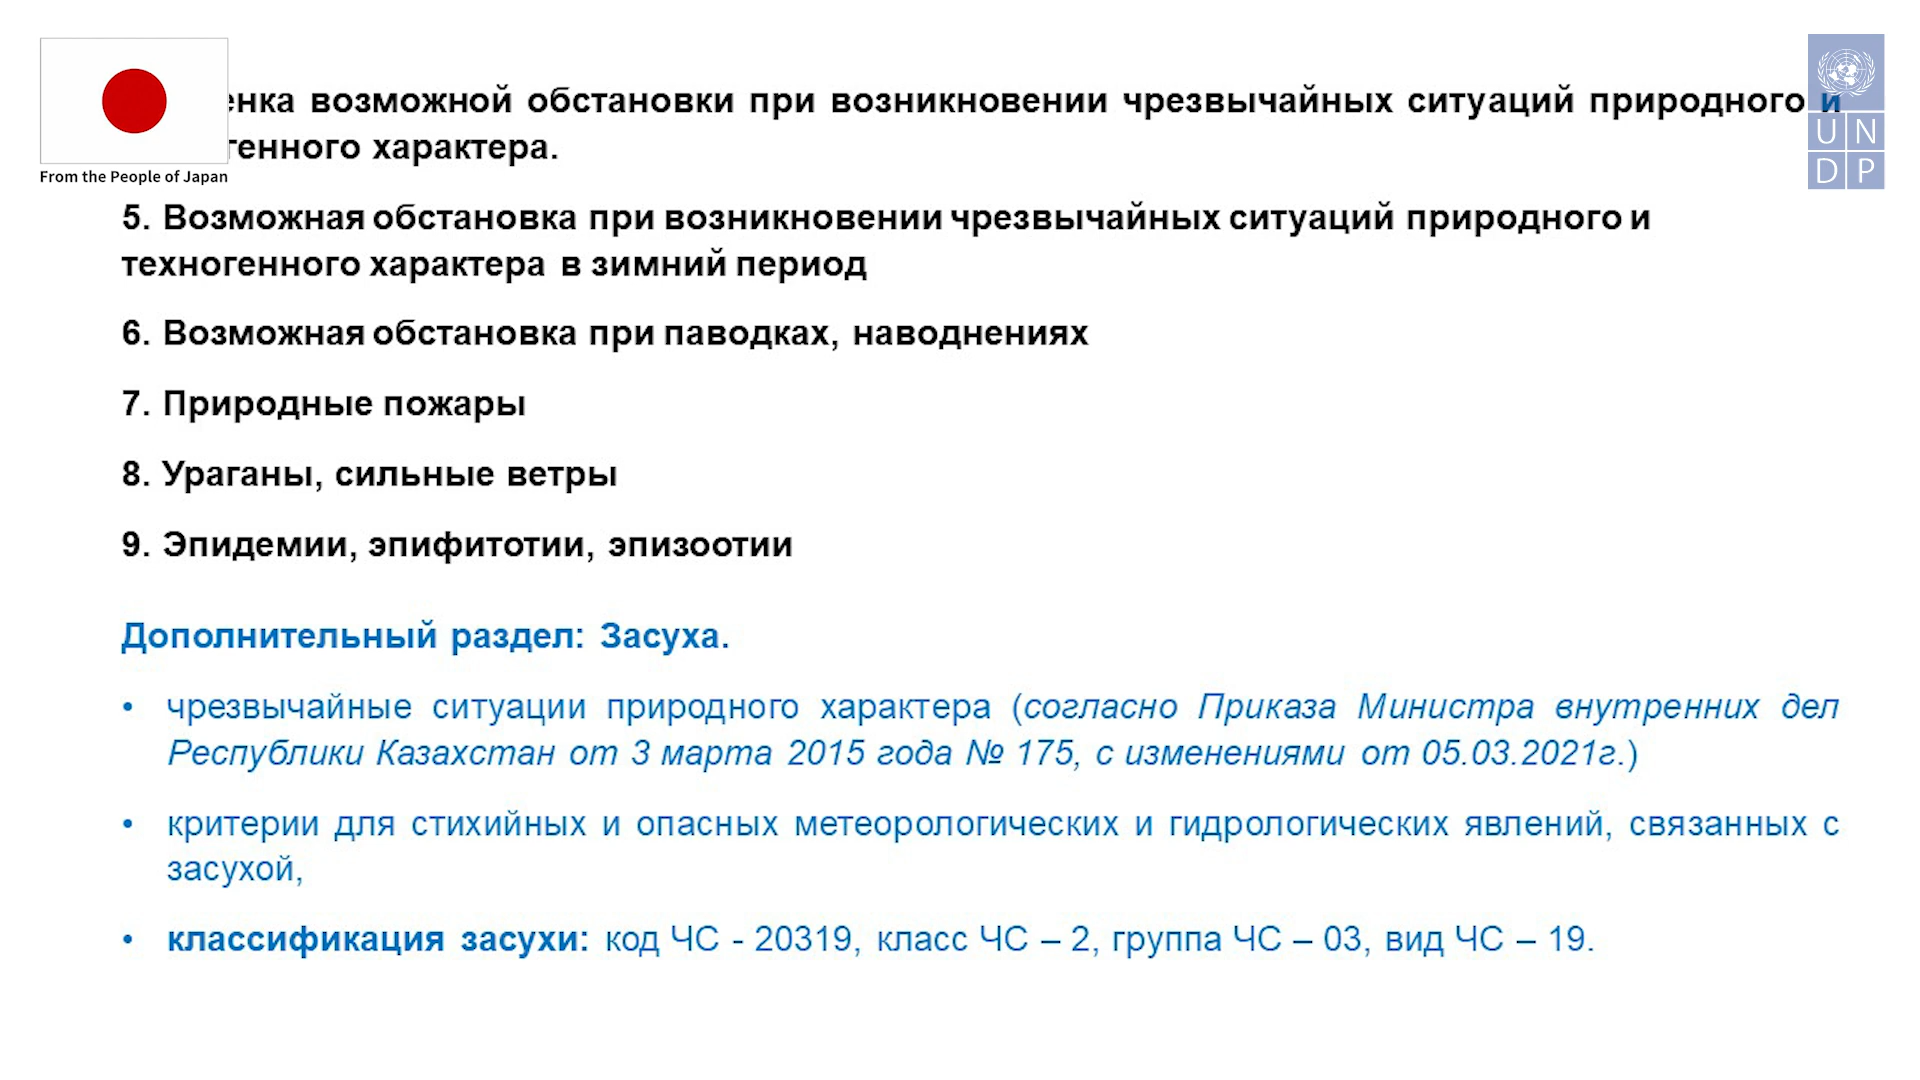 возможной обстановки при возникновении чрезвычайных ситуаций природного и
характера.
From the People of Japan
UN
DP
5. Возможная обстановка при возникновении чрезвычайных ситуаций природного и
техногенного характера в зимний период
6. Возможная обстановка при паводках, наводнениях
7. Природные пожары
8. Ураганы, сильные ветры
9. Эпидемии, эпифитотии, эпизоотии
Дополнительный раздел: Засуха.
• чрезвычайные ситуации природного характера (согласно Приказа Министра внутренних дел
Республики Казахстан от 3 марта 2015 года № 175, с изменениями от 05.03.2021г.)
• критерии для стихийных и опасных метеорологических и гидрологических явлений, связанных с
засухой,
• классификация засухи: код ЧС - 20319, класс ЧС – 2, группа ЧС – 03, вид ЧС – 19.